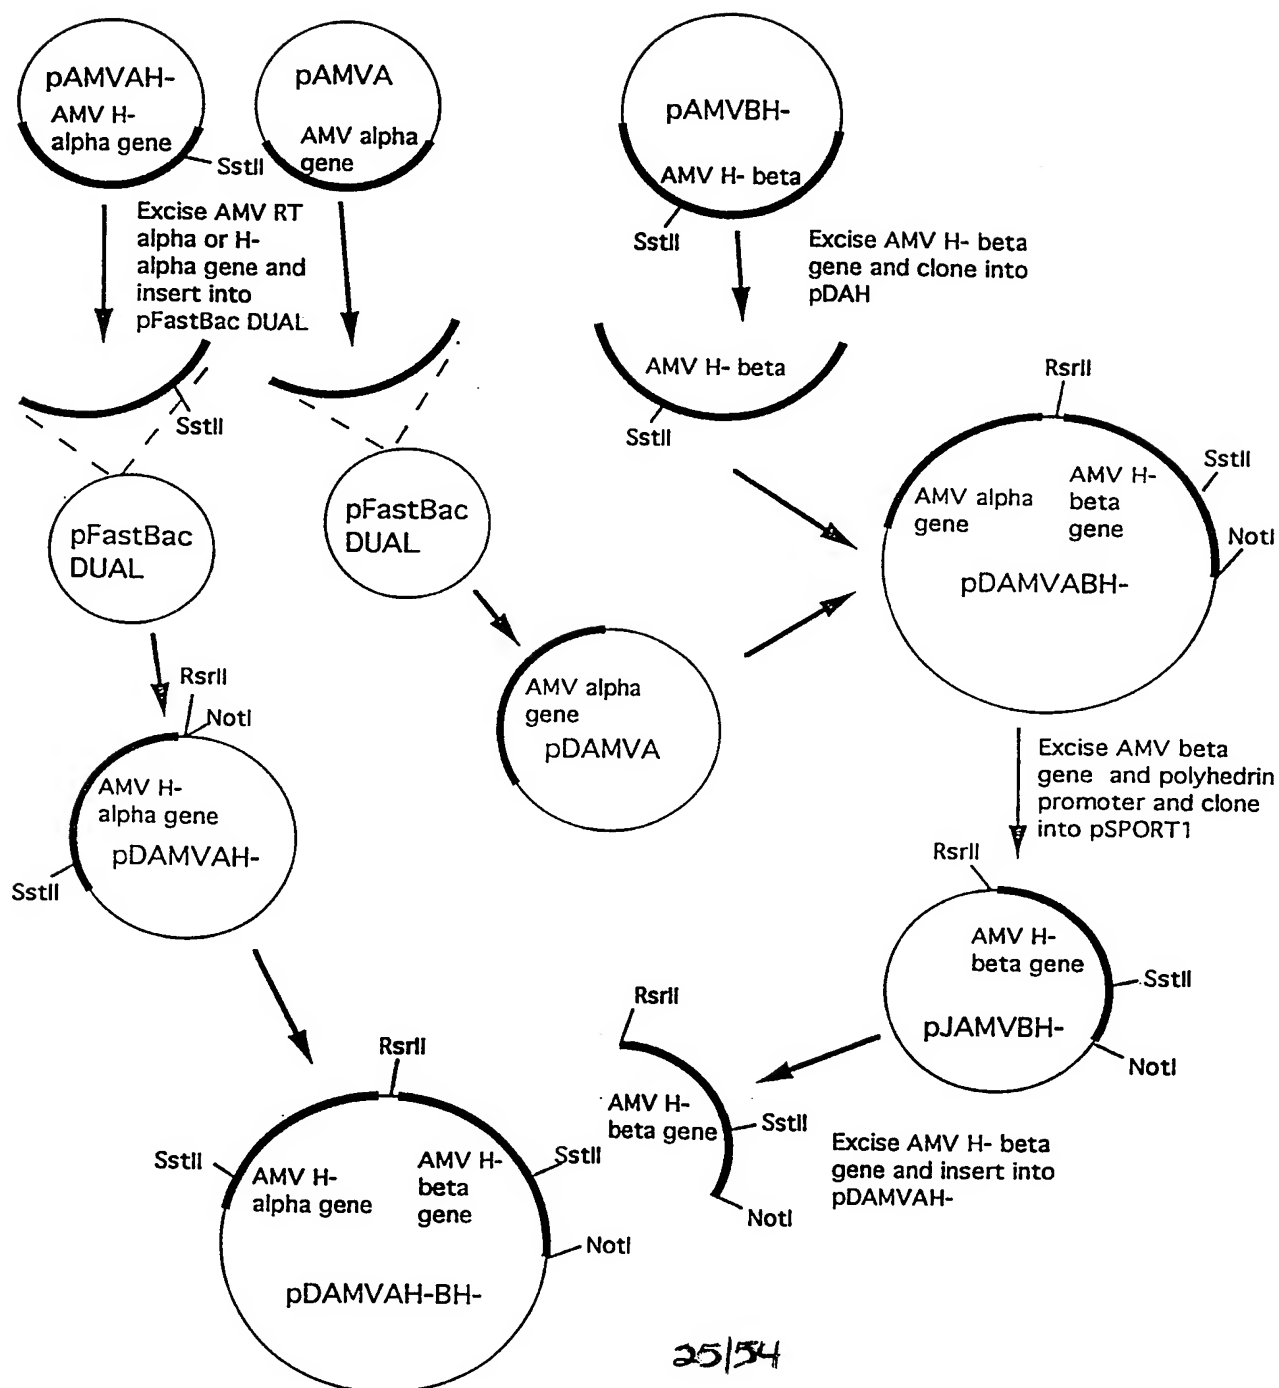 pAMVAH-
AMV H-
alpha gene
SstII
pAMVA
AMV alpha
gene
pAMVBH-
AMV H- beta
SstII
Excise AMV RT
alpha or H-
alpha gene and
insert into
pFastBac DUAL
Excise AMV H- beta
gene and clone into
pDAH
SstII
AMV H- beta
SstII
pFastBac
DUAL
pFastBac
DUAL
RsrII
AMV alpha
gene
AMV H-
beta
gene
SstII
NotI
pDAMVABH-
RsrII
NotI
AMV H-
alpha gene
pDAMVAH-
SstII
AMV alpha
gene
pDAMVA
Excise AMV beta
gene and polyhedrin
promoter and clone
into pSPORT1
RsrII
AMV H-
beta gene
SstII
pJAMVBH-
NotI
RsrII
AMV H-
beta gene
SstII
NotI
Excise AMV H- beta
gene and insert into
pDAMVAH-
RsrII
SstII
AMV H-
alpha gene
AMV H-
beta
gene
SstII
NotI
pDAMVAH-BH-
25/54